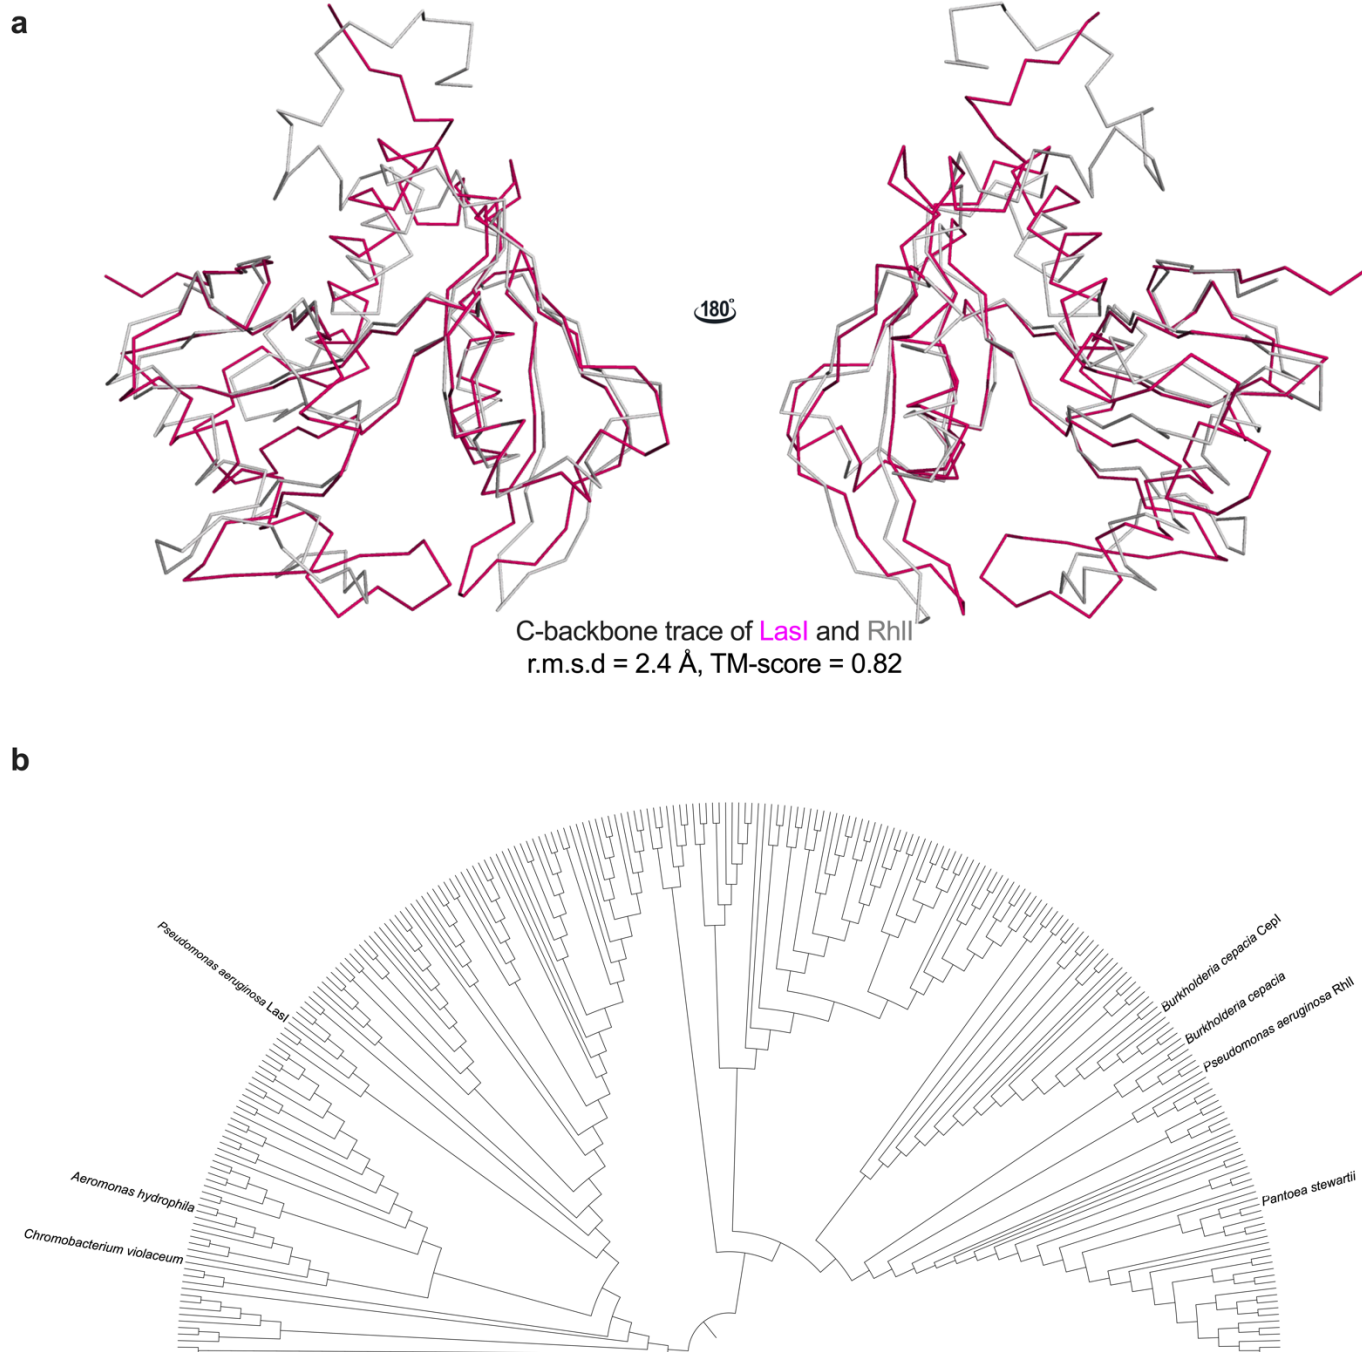 a
180°
C-backbone trace of LasI and RhlI
r.m.s.d = 2.4 Å, TM-score = 0.82
b
Pseudomonas aeruginosa LasI
Burkholderia cepacia CepI
Burkholderia cepacia
Pseudomonas aeruginosa RhlI
Aeromonas hydrophila
Pantoea stewartii
Chromobacterium violaceum